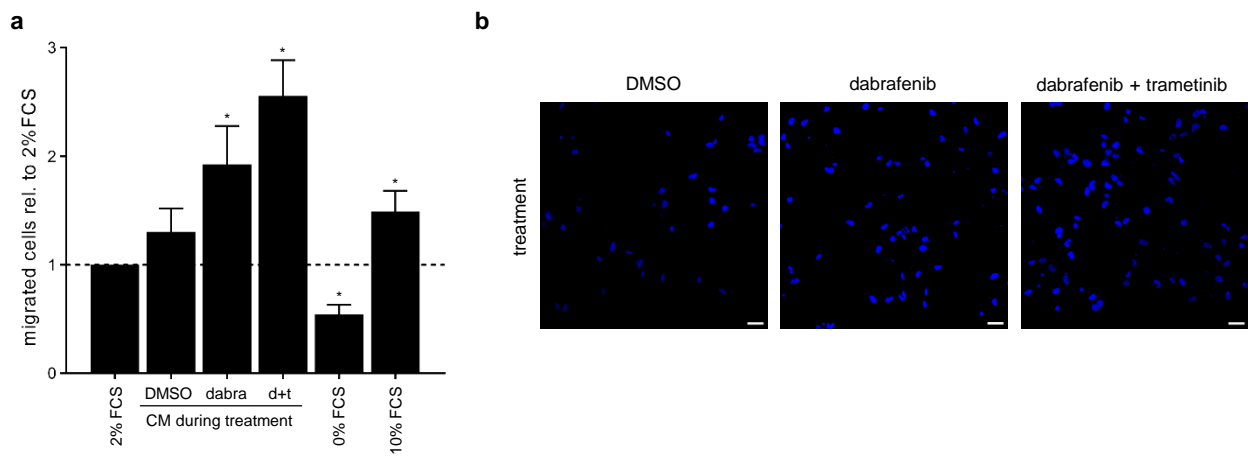 a
migrated cells rel. to 2%FCS
3
2
1
0
*
*
*
*
2% FCS
DMSO
dabra
d+t
0% FCS
10% FCS
CM during treatment
b
DMSO
dabrafenib
dabrafenib + trametinib
treatment